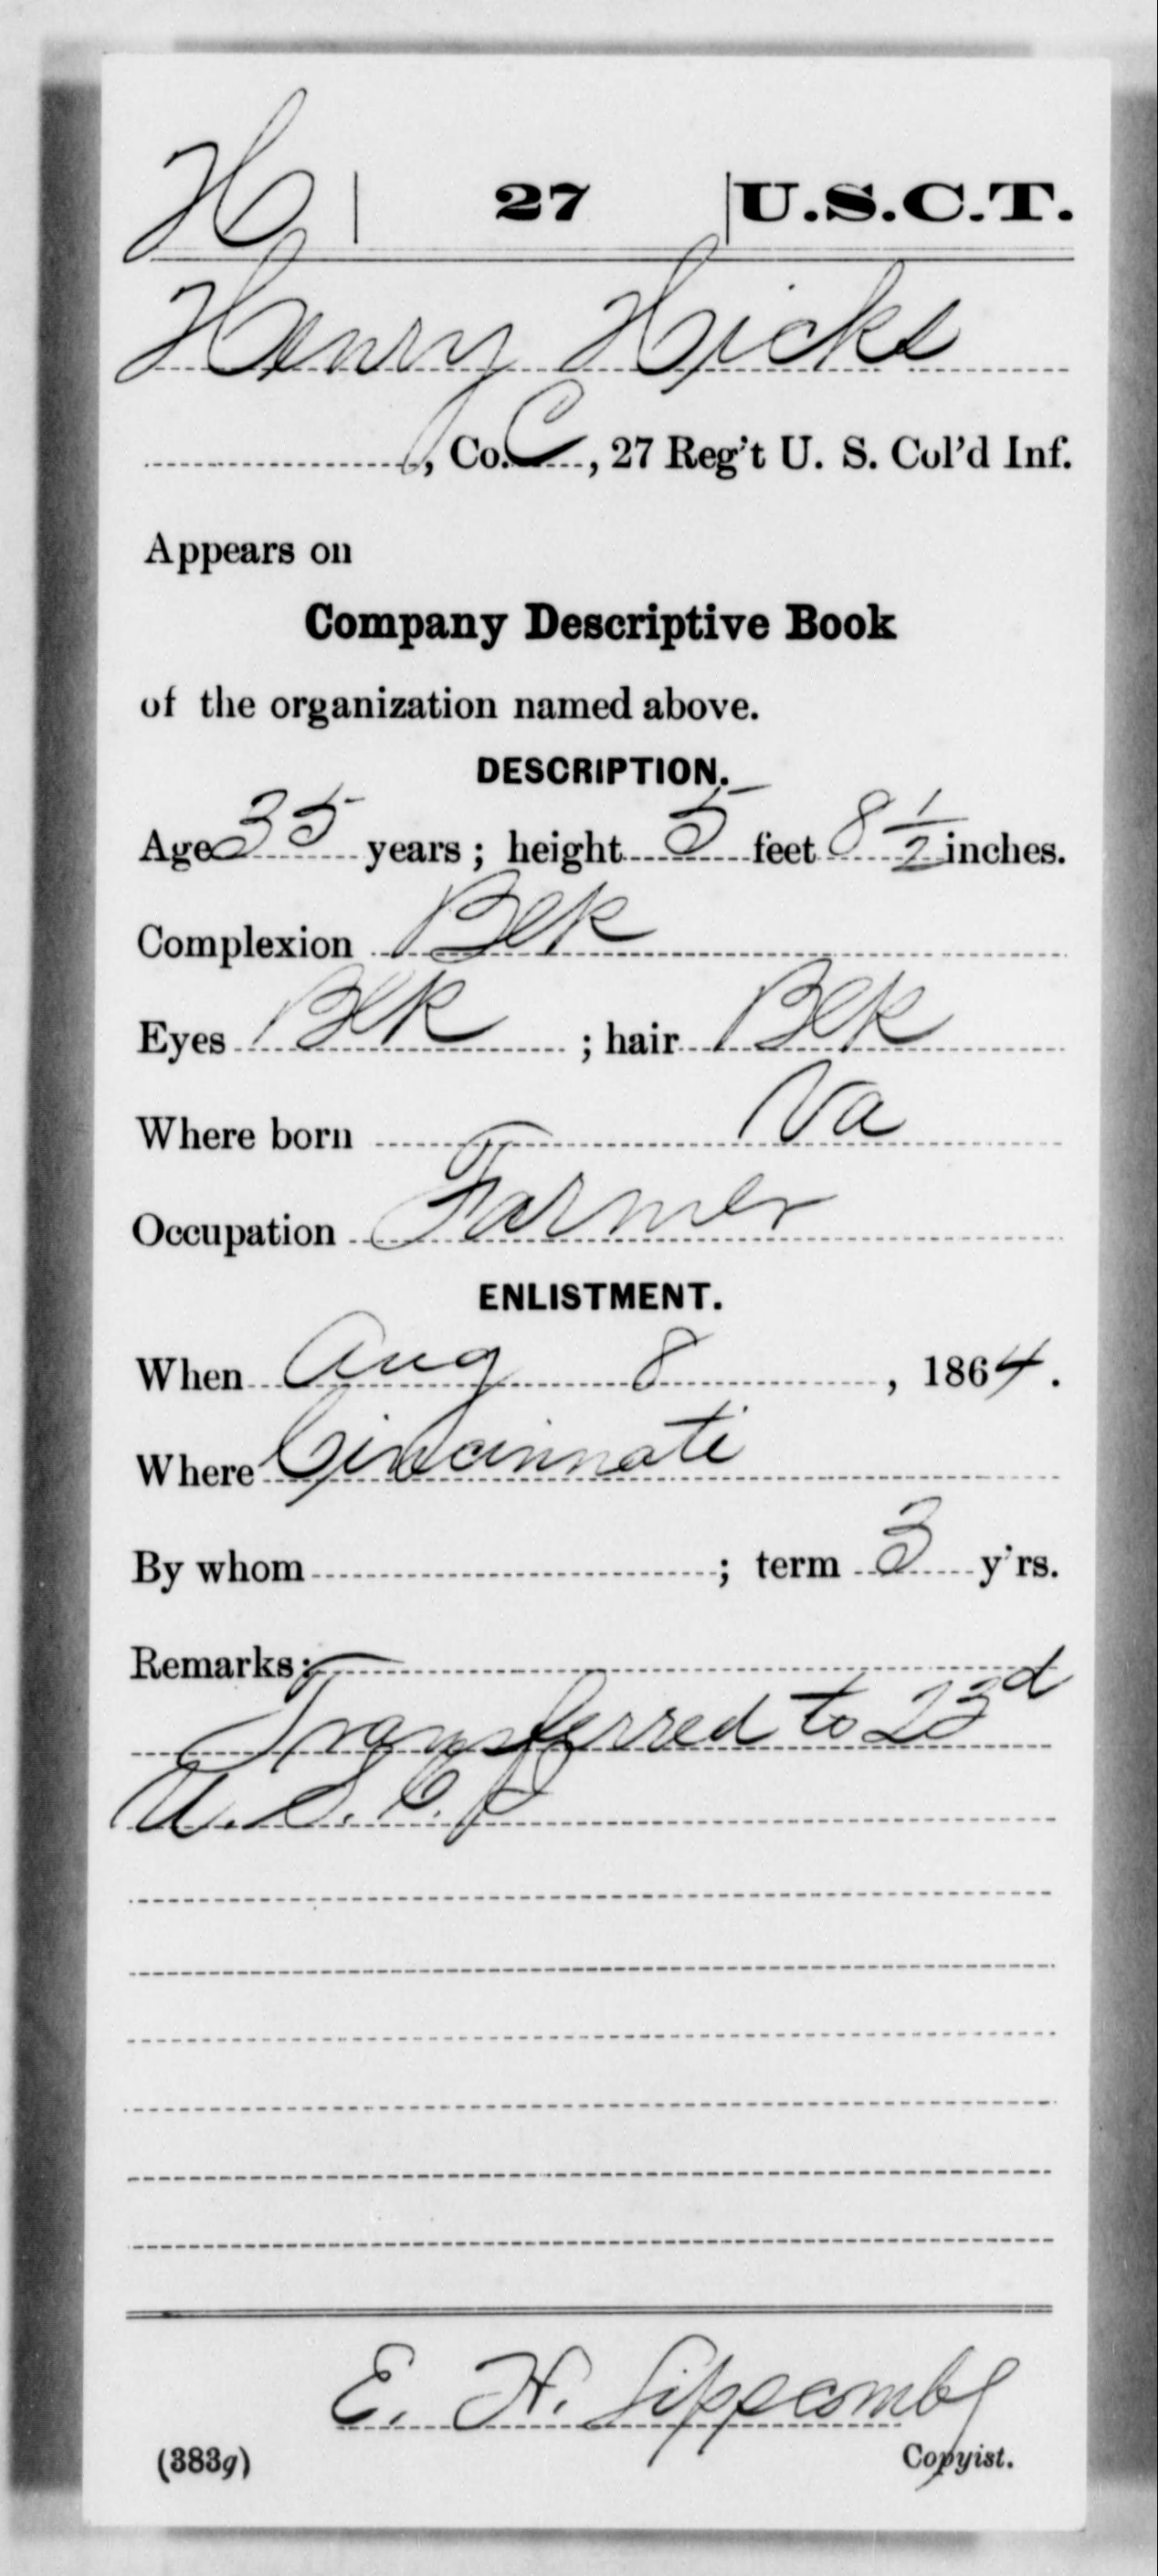 H | 27 | U.S.C.T.
Henry Hicks
, Co. C, 27 Reg't U. S. Col'd Inf.
Appears on
Company Descriptive Book
of the organization named above.
DESCRIPTION.
Age 35 years; height 5 feet 8 1/2 inches.
Complexion Blk
Eyes Blk ; hair Blk
Where born Va
Occupation Farmer
ENLISTMENT.
When Aug 8, 1864.
Where Cincinnati
By whom ; term 3 y'rs.
Remarks:
Transferred to 23d
U. S. C. T
E. H. Lippcomb
(383g) Copyist.